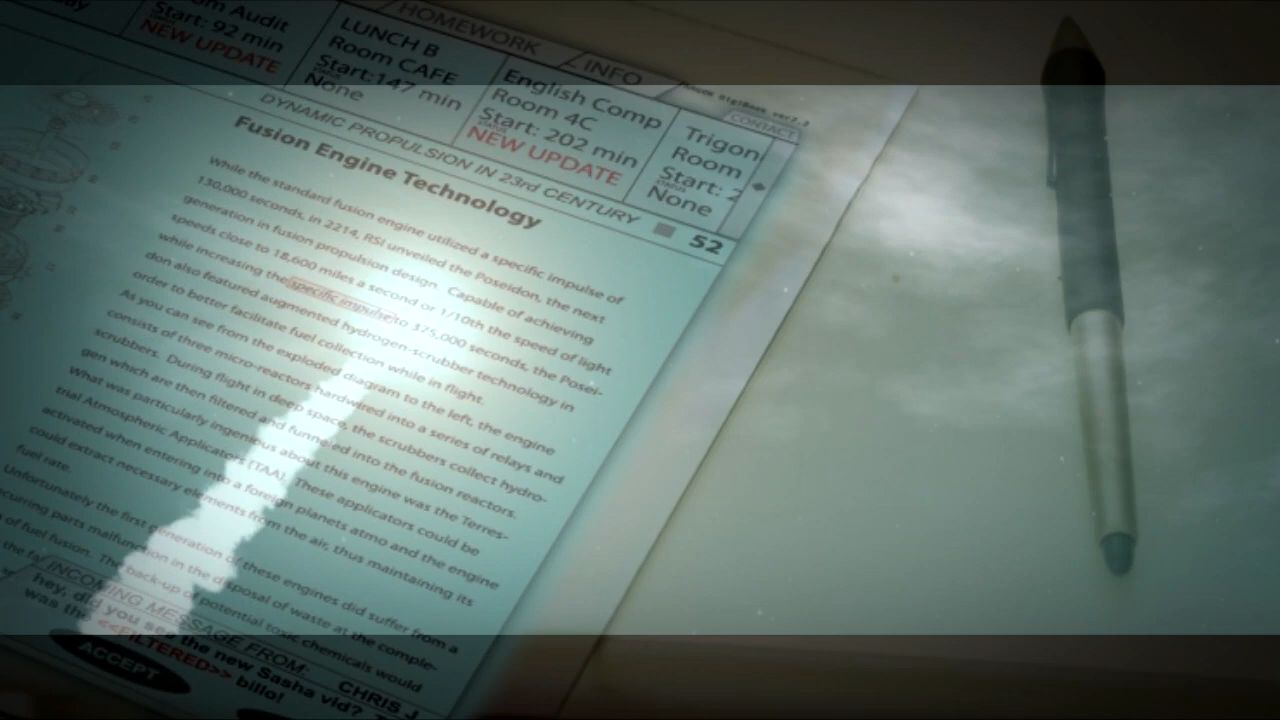 HOMEWORK
INFO
m Audit
Start: 92 min
NEW UPDATE
LUNCH B
Room CAFE
Start:147 min
STATUS
None
English Comp
Room 4C
Start: 202 min
STATUS
NEW UPDATE
Trigon
Room
Start: 2
STATUS
None
CONTACT
DYNAMIC PROPULSION IN 23rd CENTURY
52
Fusion Engine Technology
While the standard fusion engine utilized a specific impulse of
130,000 seconds, in 2214, RSI unveiled the Poseidon, the next
generation in fusion propulsion design. Capable of achieving
speeds close to 18,600 miles a second or 1/10th the speed of light
while increasing the specific impulse to 375,000 seconds, the Posei-
don also featured augmented hydrogen-scrubber technology in
order to better facilitate fuel collection while in flight.
As you can see from the exploded diagram to the left, the engine
consists of three micro-reactors hardwired into a series of relays and
scrubbers. During flight in deep space, the scrubbers collect hydro-
gen which are then filtered and funneled into the fusion reactors.
What was particularly ingenious about this engine was the Terres-
trial Atmospheric Applicators (TAA). These applicators could be
activated when entering into a foreign planets atmo and the engine
could extract necessary elements from the air, thus maintaining its
fuel rate.
Unfortunately the first generation of these engines did suffer from a
curring parts malfunction in the disposal of waste at the comple-
of fuel fusion. The back-up of potential toxic chemicals would
the fa
INCOMING MESSAGE FROM: CHRIS J
hey, did you see the new Sasha vid?
was the <<FILTERED>> billo!
ACCEPT